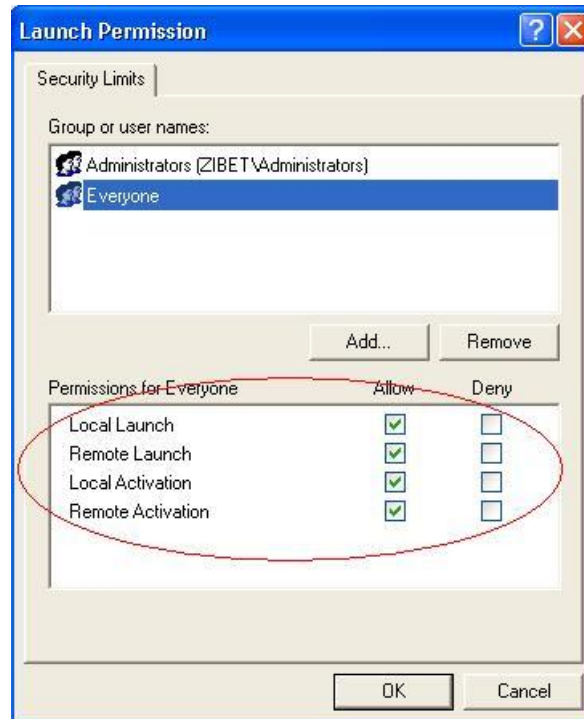 Launch Permission
Security Limits
Group or user names:
Administrators (ZIBET\Administrators)
Everyone
Add... Remove
Permissions for Everyone Allow Deny
Local Launch
Remote Launch
Local Activation
Remote Activation
OK Cancel